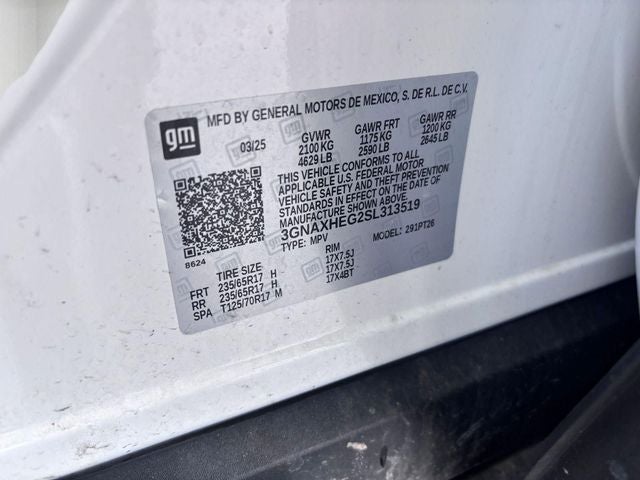 MFD BY GENERAL MOTORS DE MEXICO, S. DE R.L. DE C.V.
gm
03/25 GVWR GAWR FRT GAWR RR
2100 KG 1175 KG 1200 KG
4629 LB 2590 LB 2645 LB
THIS VEHICLE CONFORMS TO ALL
APPLICABLE U.S. FEDERAL MOTOR
VEHICLE SAFETY AND THEFT PREVENTION
STANDARDS IN EFFECT ON THE DATE OF
MANUFACTURE SHOWN ABOVE.
3GNAXHEG2SL313519
TYPE: MPV MODEL: 291PT26
8624
TIRE SIZE RIM
FRT 235/65R17 H 17X7.5J
RR 235/65R17 H 17X7.5J
SPA T125/70R17 M 17X4BT